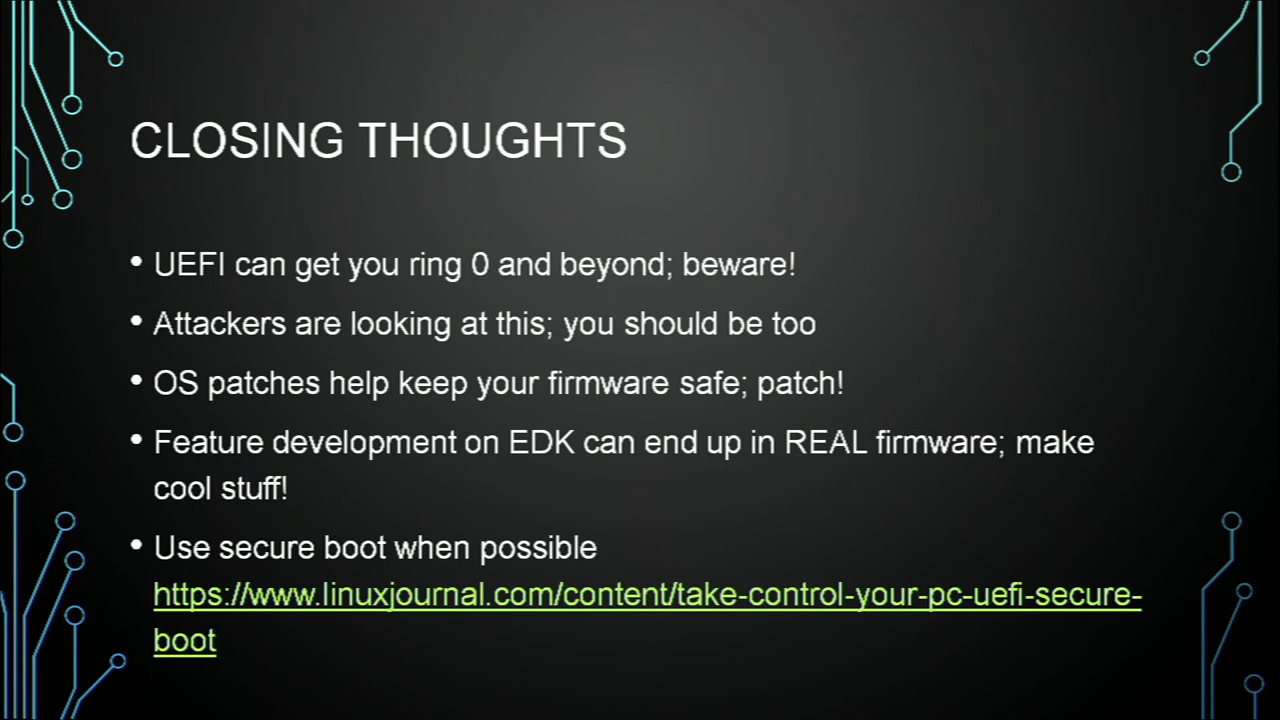 CLOSING THOUGHTS
• UEFI can get you ring 0 and beyond; beware!
• Attackers are looking at this; you should be too
• OS patches help keep your firmware safe; patch!
• Feature development on EDK can end up in REAL firmware; make
cool stuff!
• Use secure boot when possible
https://www.linuxjournal.com/content/take-control-your-pc-uefi-secure-
boot